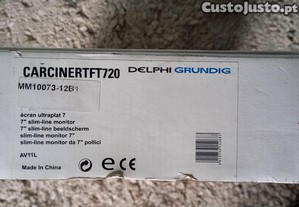 CustoJusto.pt
CARCINERTFT720
DELPHI GRUNDIG
MM10073-12B1
écran ultraplat 7
7" slim-line monitor
7" slim-line beeldscherm
slim-line monitor 7"
slim-line monitor da 7" pollici
AV11L
Made In China